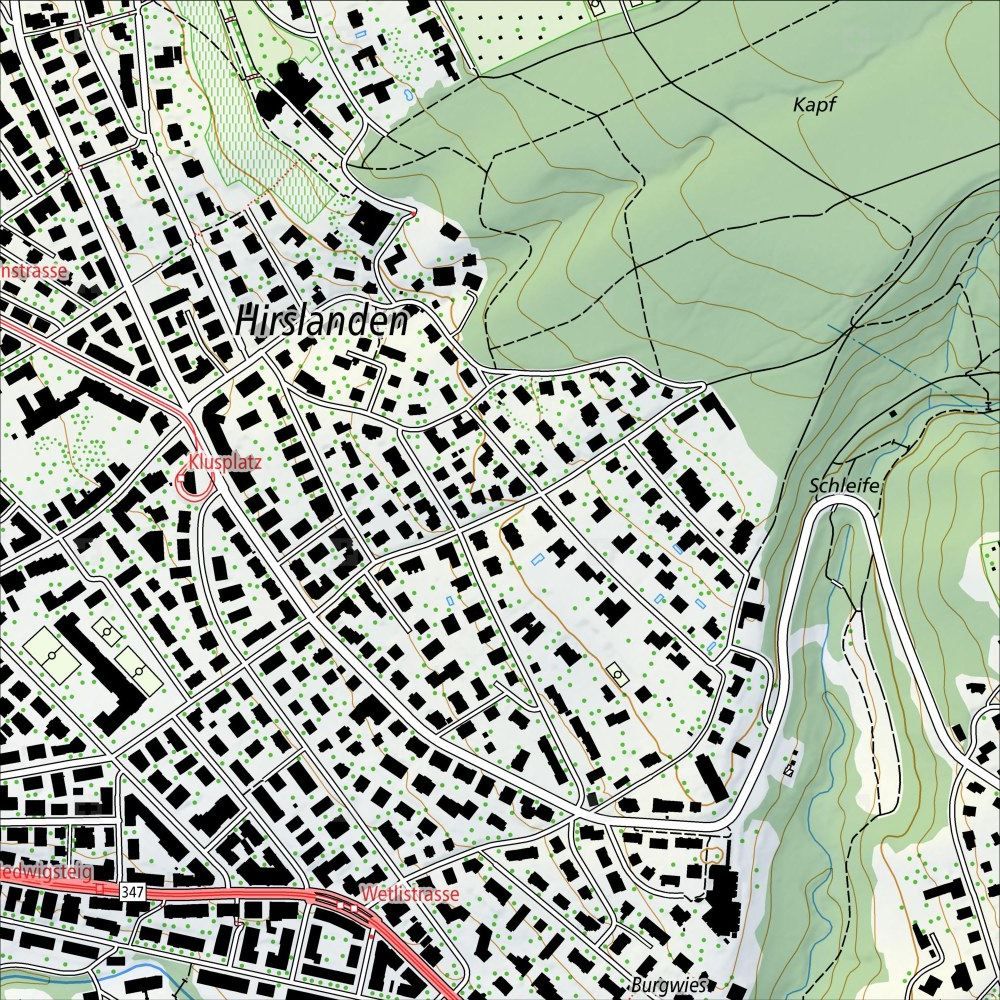 Kapf
nstrasse
Hirslanden
Klusplatz
Schleife
edwigsteig
347
Wetlistrasse
Burgwies